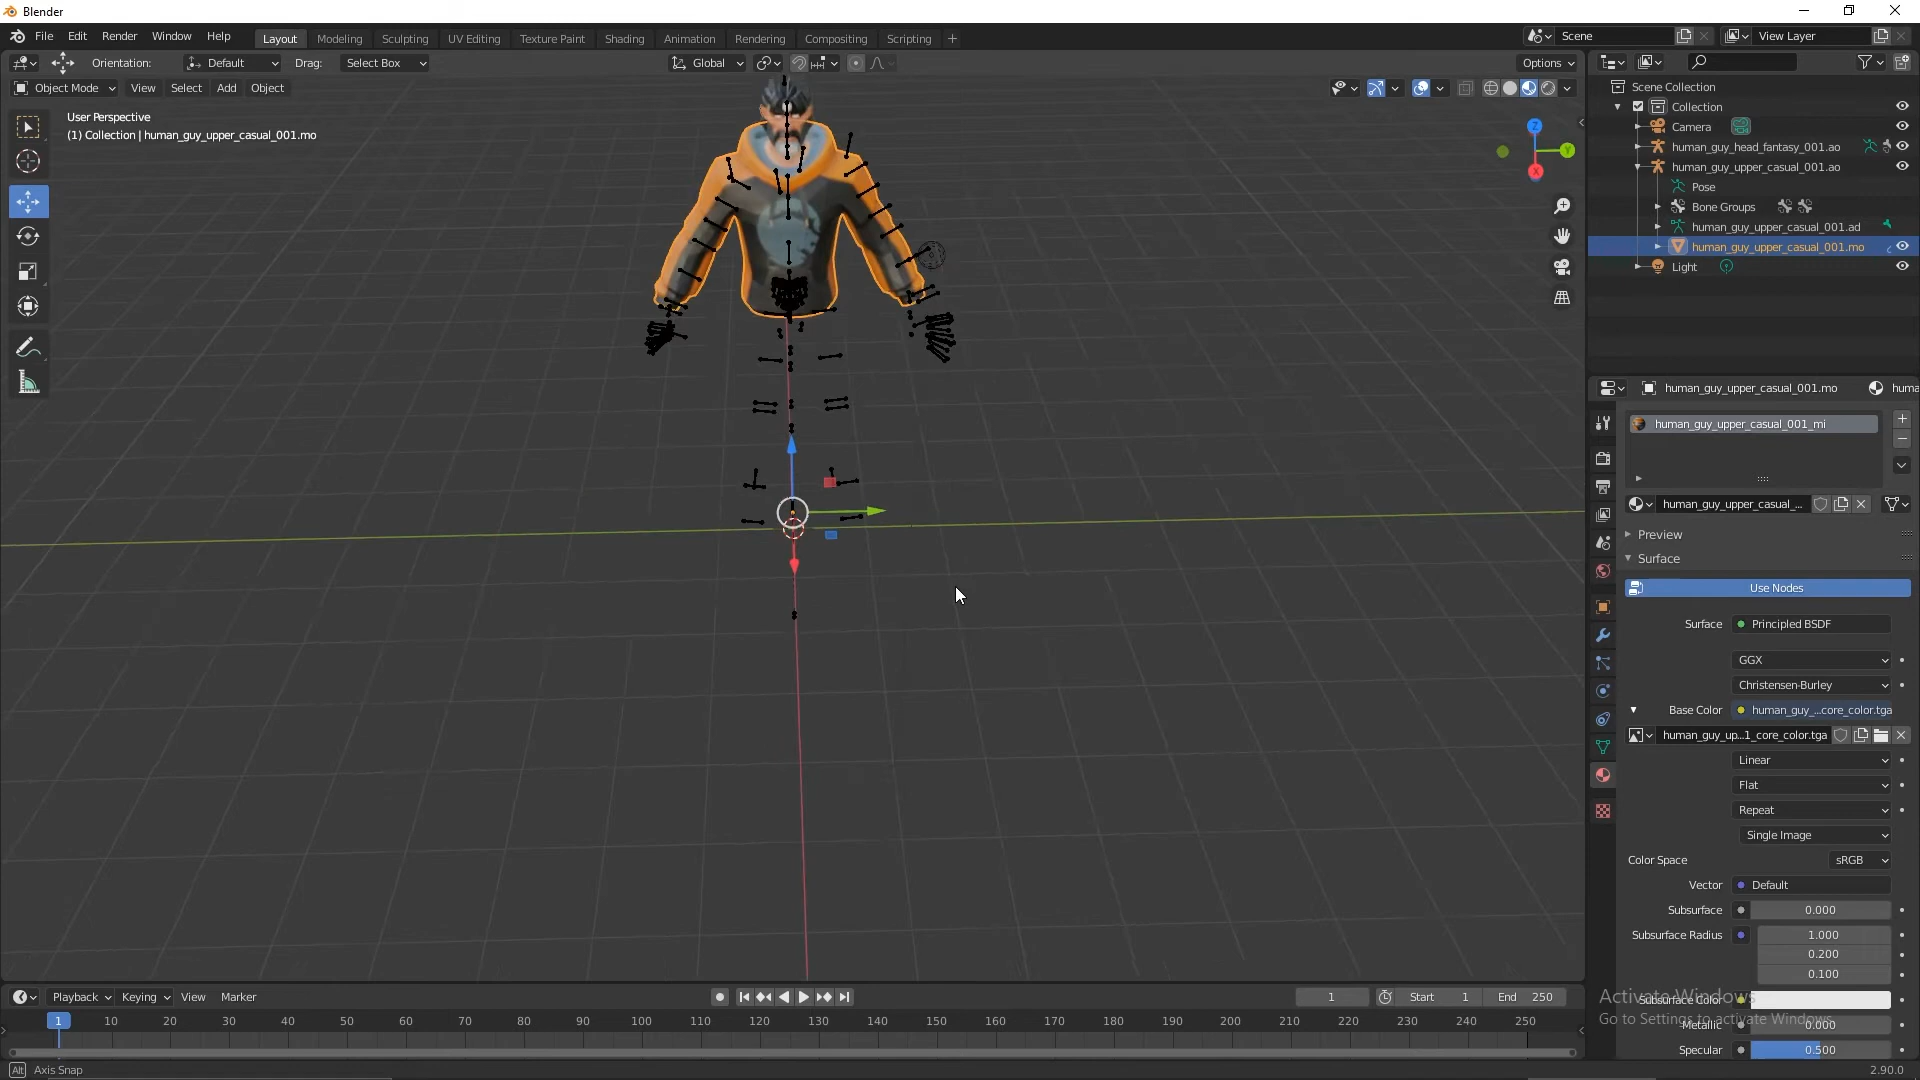 Blender
File Edit Render Window Help
Layout Modeling Sculpting UV Editing Texture Paint Shading Animation Rendering Compositing Scripting +
Scene
View Layer
Orientation: Default Drag: Select Box
Global
Options
Object Mode View Select Add Object
User Perspective
(1) Collection | human_guy_upper_casual_001.mo
Z
Y
X
Scene Collection
Collection
Camera
human_guy_head_fantasy_001.ao
human_guy_upper_casual_001.ao
Pose
Bone Groups
human_guy_upper_casual_001.ad
human_guy_upper_casual_001.mo
Light
human_guy_upper_casual_001.mo huma
human_guy_upper_casual_001_mi
human_guy_upper_casual_...
Preview
Surface
Use Nodes
Surface Principled BSDF
GGX
Christensen-Burley
Base Color human_guy_...core_color.tga
human_guy_up...1_core_color.tga
Linear
Flat
Repeat
Single Image
Color Space sRGB
Vector Default
Subsurface 0.000
Subsurface Radius 1.000
0.200
0.100
Subsurface Color
Metallic 0.000
Specular 0.500
Activate Windows
Go to Settings to activate Windows.
Playback Keying View Marker
1 Start 1 End 250
1 10 20 30 40 50 60 70 80 90 100 110 120 130 140 150 160 170 180 190 200 210 220 230 240 250
Alt Axis Snap
2.90.0